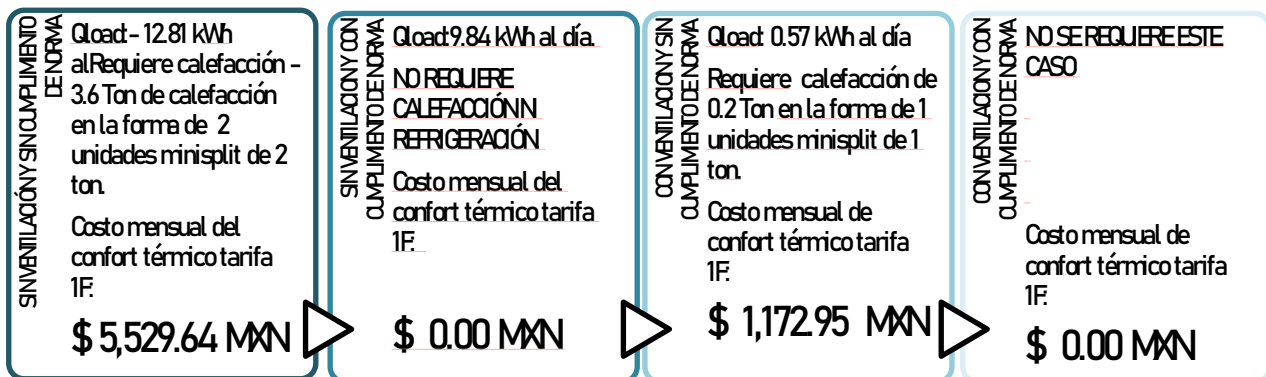 SIN VENTILACIÓN Y SIN CUMPLIMIENTO
DE NORMA
Qload: - 12.81 kWh
alRequiere calefacción –
3.6 Ton de calefacción
en la forma de 2
unidades minisplit de 2
ton.
Costo mensual del
confort térmico tarifa
1F:
$ 5,529.64 MXN
SIN VENTILACION Y CON
CUMPLIMIENTO DE NORMA
Qload:9.84 kWh al día.
NO REQUIERE
CALEFACCIÓN N
REFRIGERACIÓN
Costo mensual del
confort térmico tarifa
1F:
$ 0.00 MXN
CON VENTILACION Y SIN
CUMPLIMIENTO DE NORMA
Qload: 0.57 kWh al día
Requiere calefacción de
0.2 Ton en la forma de 1
unidades minisplit de 1
ton.
Costo mensual de
confort térmico tarifa
1F:
$ 1,172.95 MXN
CON VENTILACION Y CON
CUMPLIMIENTO DE NORMA
NO SE REQUIERE ESTE
CASO
Costo mensual de
confort térmico tarifa
1F:
$ 0.00 MXN